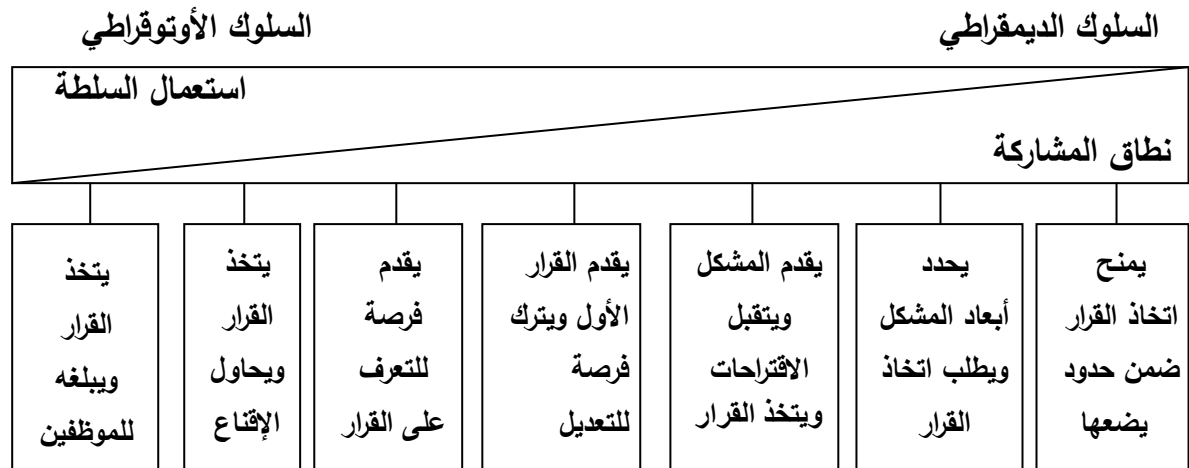 السلوك الديمقراطي
السلوك الأوتوقراطي
استعمال السلطة
نطاق المشاركة
يمنح
اتخاذ القرار
ضمن حدود
يضعها
يحدد
أبعاد المشكل
ويطلب اتخاذ
القرار
يقدم المشكل
ويتقبل
الاقتراحات
ويتخذ القرار
يقدم القرار
الأول ويترك
فرصة
للتعديل
يقدم
فرصة
للتعرف
على القرار
يتخذ
القرار
ويحاول
الإقناع
يتخذ
القرار
ويبلغه
للموظفين